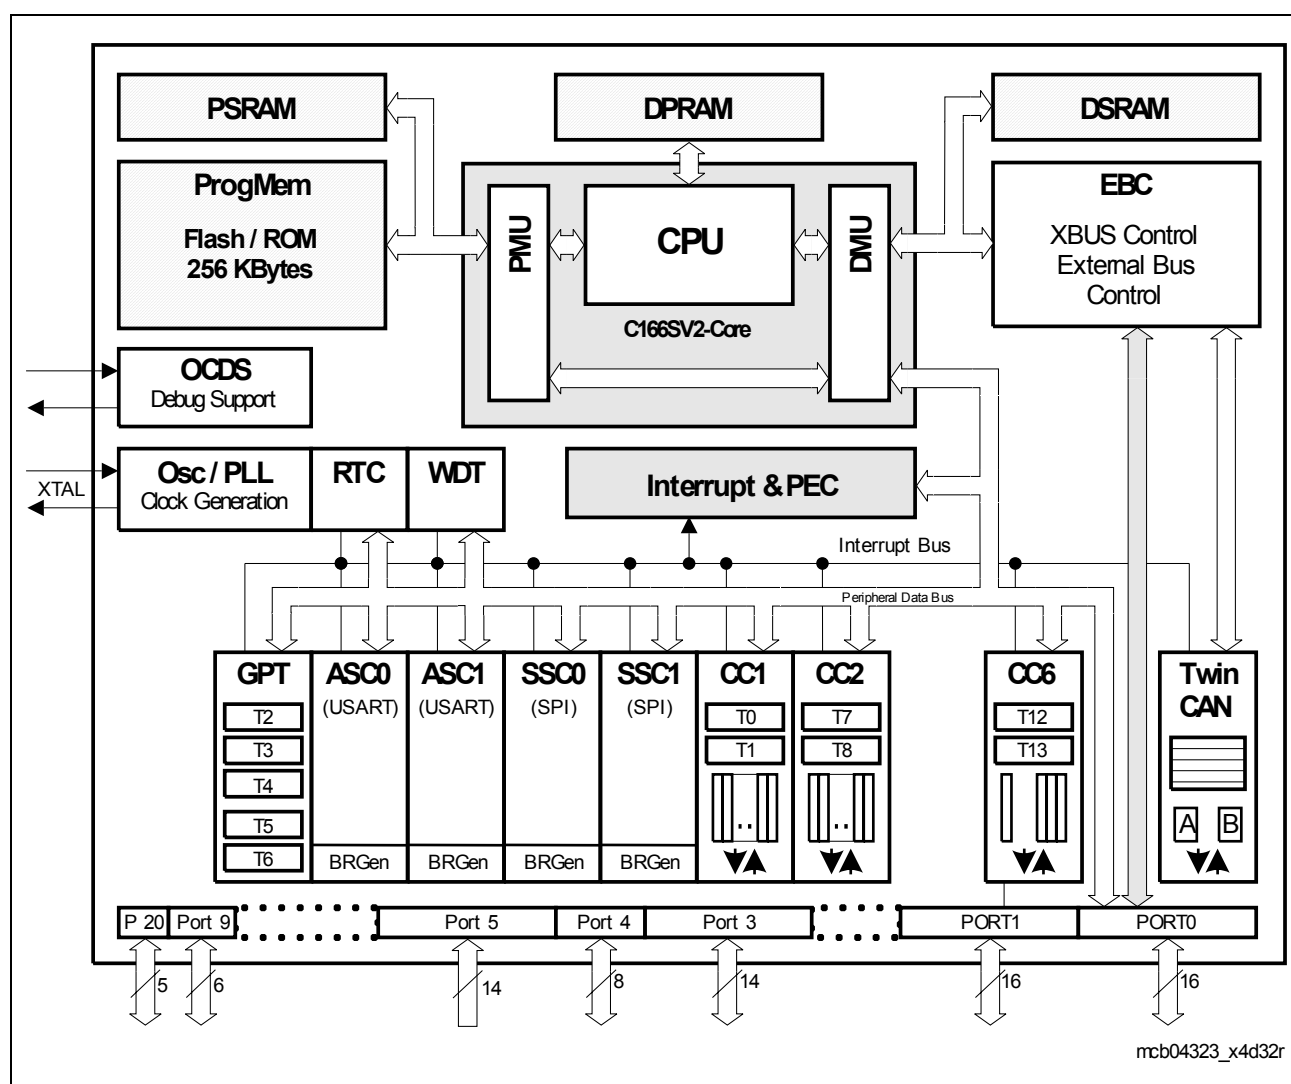 PSRAM
DPRAM
DSRAM
ProgMem
Flash / ROM
256 KBytes
PMU
CPU
DMU
C166SV2-Core
EBC
XBUS Control
External Bus
Control
OCDS
Debug Support
XTAL
Osc / PLL
Clock Generation
RTC
WDT
Interrupt & PEC
Interrupt Bus
Peripheral Data Bus
GPT
T2
T3
T4
T5
T6
ASC0
(USART)
BRGen
ASC1
(USART)
BRGen
SSC0
(SPI)
BRGen
SSC1
(SPI)
BRGen
CC1
T0
T1
CC2
T7
T8
CC6
T12
T13
Twin
CAN
A B
P 20 Port 9 Port 5 Port 4 Port 3 PORT1 PORT0
5 6 14 8 14 16 16
mcb04323_x4d32r